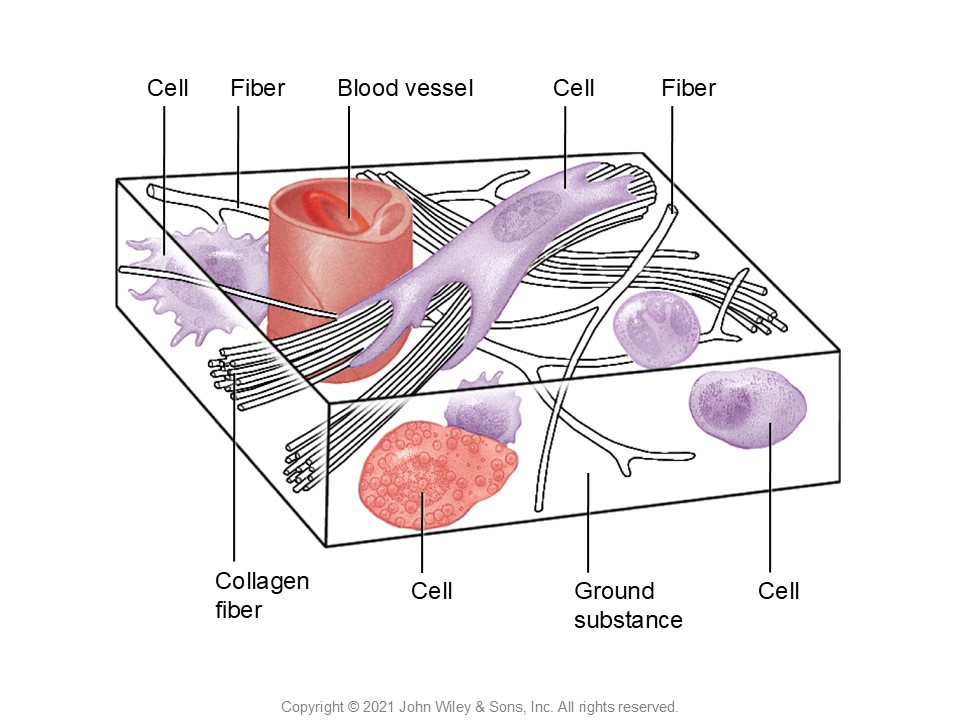 Cell Fiber Blood vessel Cell Fiber
Collagen
fiber
Cell
Ground
substance
Cell
Copyright © 2021 John Wiley & Sons, Inc. All rights reserved.